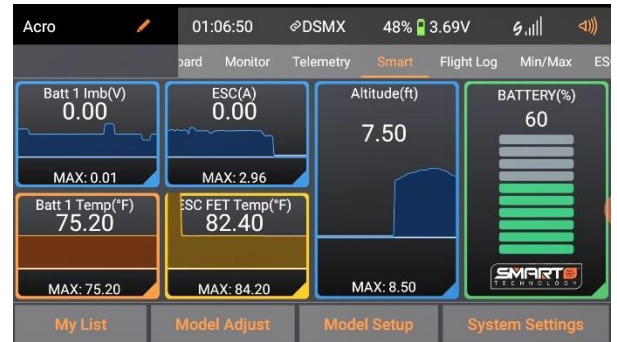 Acro 01:06:50 DSMX 48% 3.69V
oard Monitor Telemetry Smart Flight Log Min/Max ES
Batt 1 Imb(V)
0.00
MAX: 0.01
ESC(A)
0.00
MAX: 2.96
Altitude(ft)
7.50
MAX: 8.50
BATTERY(%)
60
SMART
TECHNOLOGY
Batt 1 Temp(°F)
75.20
MAX: 75.20
ESC FET Temp(°F)
82.40
MAX: 84.20
My List Model Adjust Model Setup System Settings